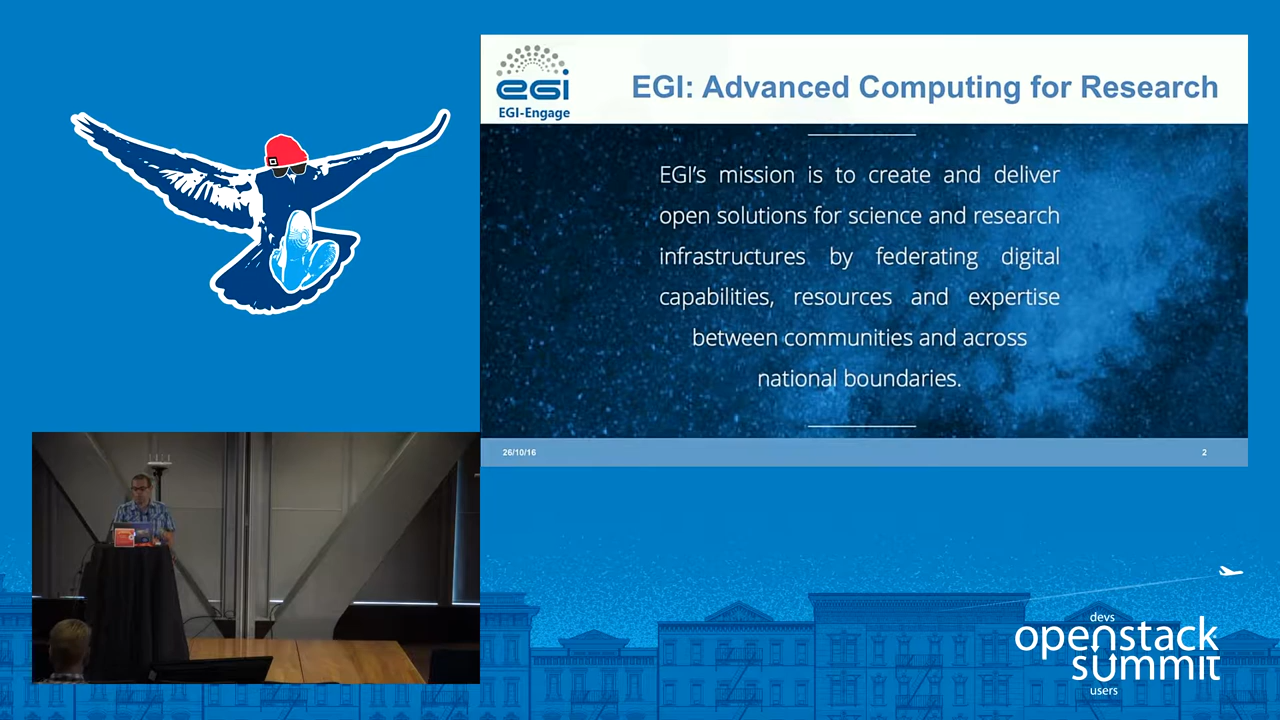 egi
EGI-Engage
EGI: Advanced Computing for Research
EGI’s mission is to create and deliver
open solutions for science and research
infrastructures by federating digital
capabilities, resources and expertise
between communities and across
national boundaries.
26/10/16
2
devs
openstack
summit
users